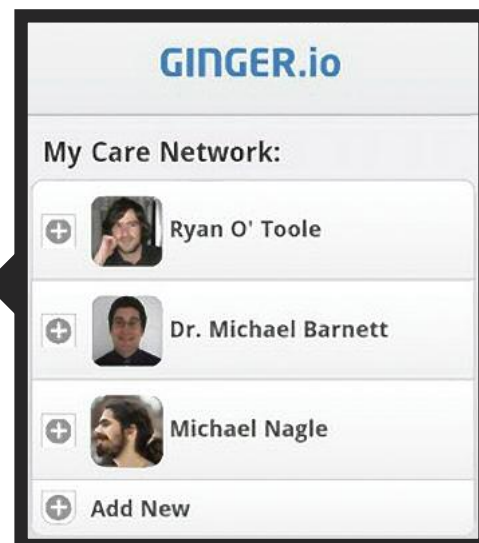 GINGER.io
My Care Network:
Ryan O' Toole
Dr. Michael Barnett
Michael Nagle
Add New